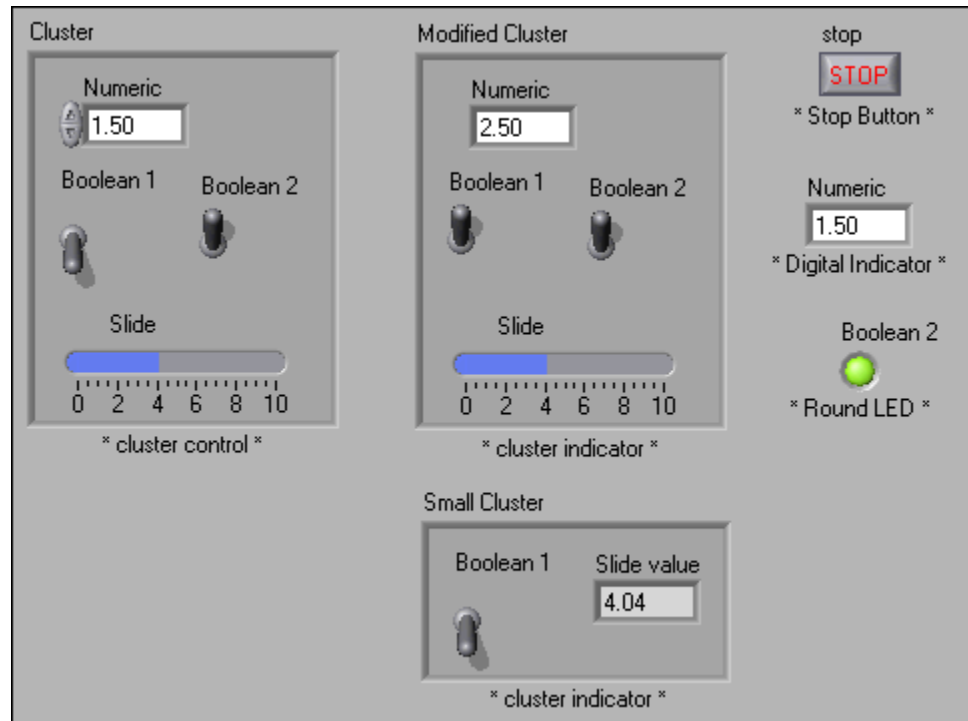 Cluster
Numeric
1.50
Boolean 1
Boolean 2
Slide
0 2 4 6 8 10
* cluster control *
Modified Cluster
Numeric
2.50
Boolean 1
Boolean 2
Slide
0 2 4 6 8 10
* cluster indicator *
Small Cluster
Boolean 1
Slide value
4.04
* cluster indicator *
stop
STOP
* Stop Button *
Numeric
1.50
* Digital Indicator *
Boolean 2
* Round LED *